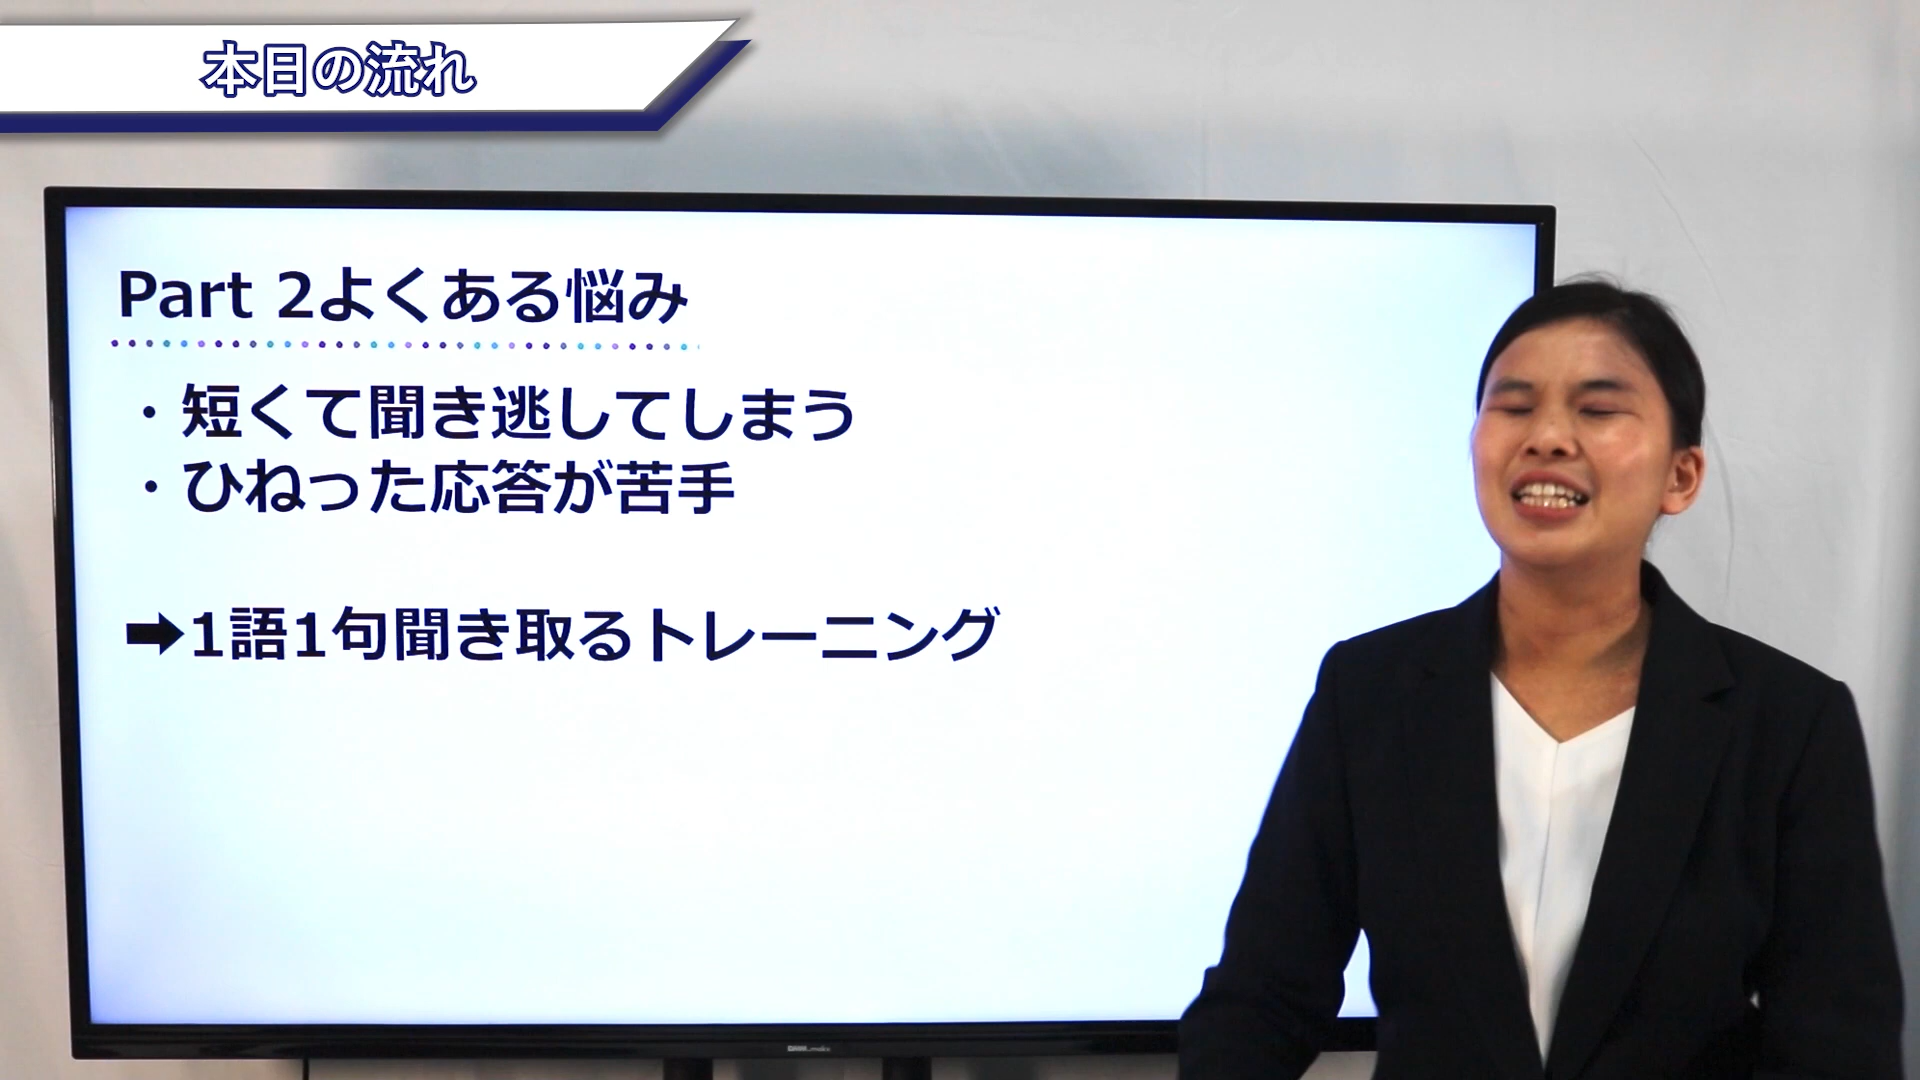 本日の流れ
Part 2よくある悩み
・短くて聞き逃してしまう
・ひねった応答が苦手
➡1語1句聞き取るトレーニング